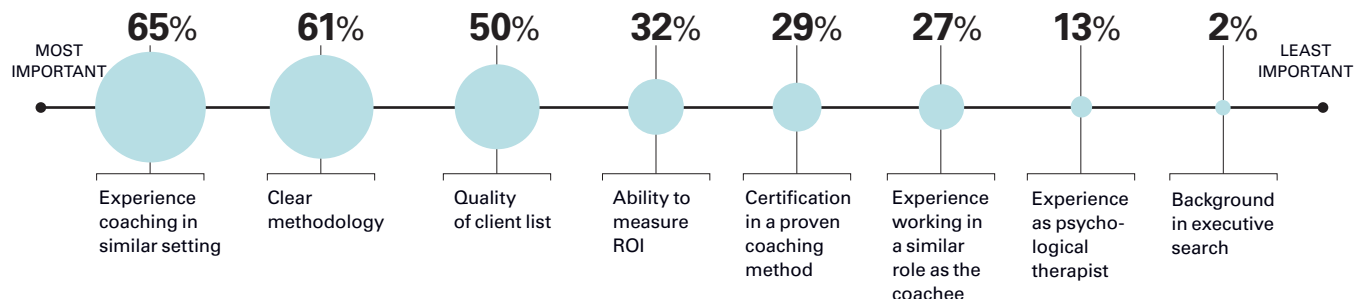 65%
61%
50%
32%
29%
27%
13%
2%
MOST
IMPORTANT
LEAST
IMPORTANT
Experience
coaching in
similar setting
Clear
methodology
Quality
of client list
Ability to
measure
ROI
Certification
in a proven
coaching
method
Experience
working in
a similar
role as the
coachee
Experience
as psycho-
logical
therapist
Background
in executive
search